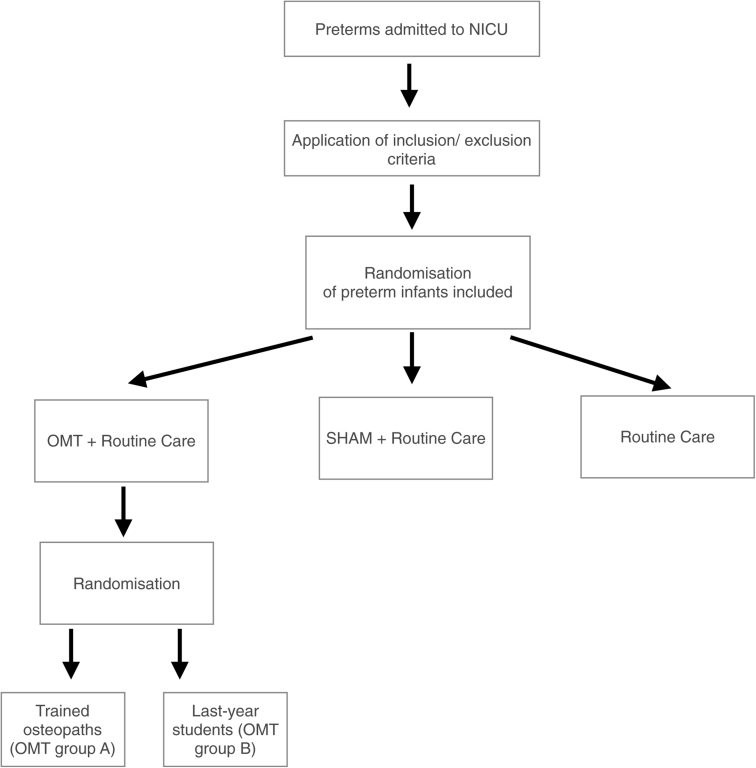 Preterms admitted to NICU
Application of inclusion/ exclusion
criteria
Randomisation
of preterm infants included
OMT + Routine Care
SHAM + Routine Care
Routine Care
Randomisation
Trained
osteopaths
(OMT group A)
Last-year
students (OMT
group B)